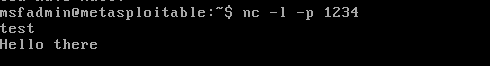 msfadmin@metasploitable:~$ nc -l -p 1234
test
Hello there